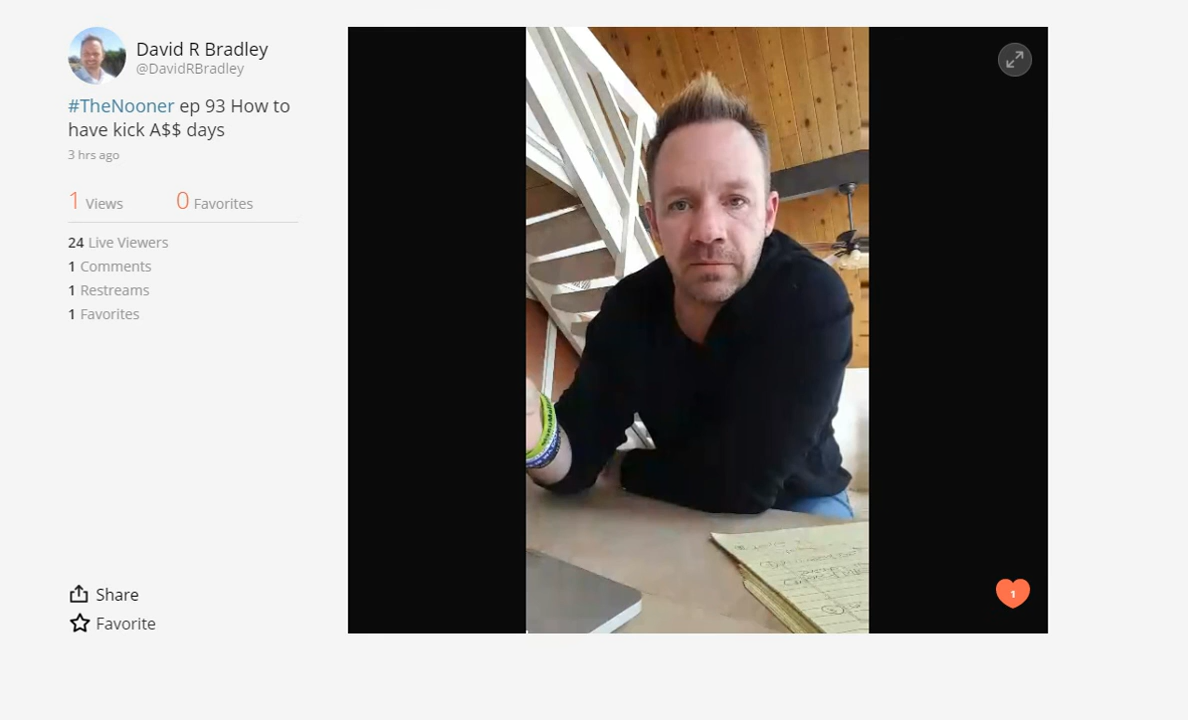 David R Bradley
@DavidRBradley
#TheNooner ep 93 How to
have kick A$$ days
3 hrs ago
1 Views 0 Favorites
24 Live Viewers
1 Comments
1 Restreams
1 Favorites
Share
Favorite
1